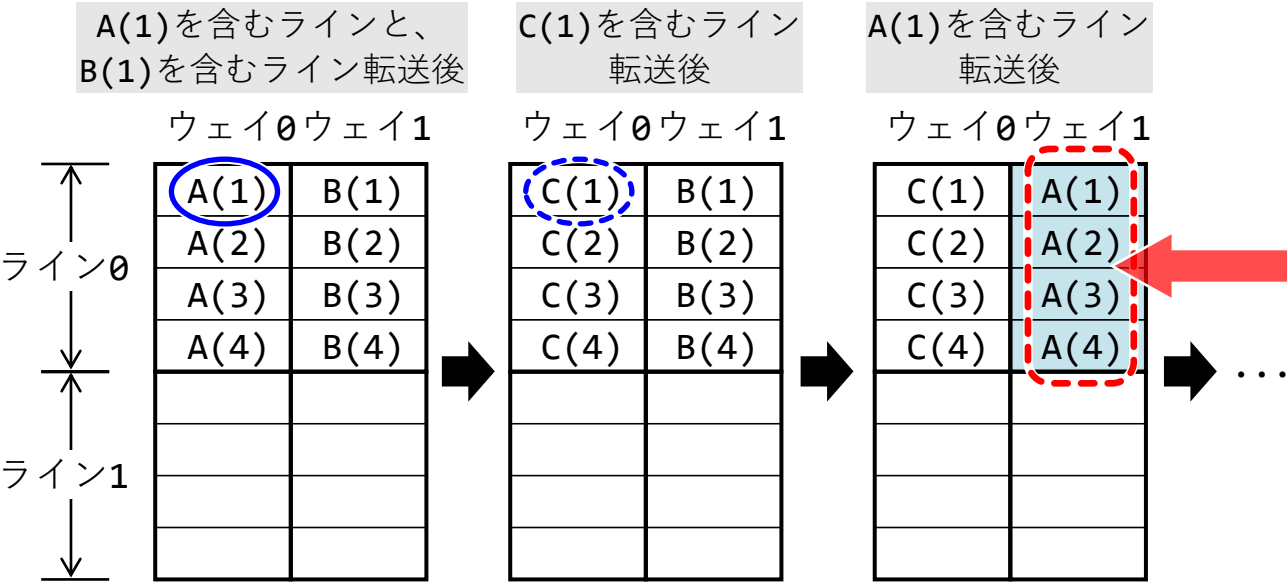 A(1)を含むラインと、
B(1)を含むライン転送後
C(1)を含むライン
転送後
A(1)を含むライン
転送後
ウェイ0 ウェイ1
ウェイ0 ウェイ1
ウェイ0 ウェイ1
ライン0
ライン1
A(1) B(1)
A(2) B(2)
A(3) B(3)
A(4) B(4)
C(1) B(1)
C(2) B(2)
C(3) B(3)
C(4) B(4)
C(1) A(1)
C(2) A(2)
C(3) A(3)
C(4) A(4)
...